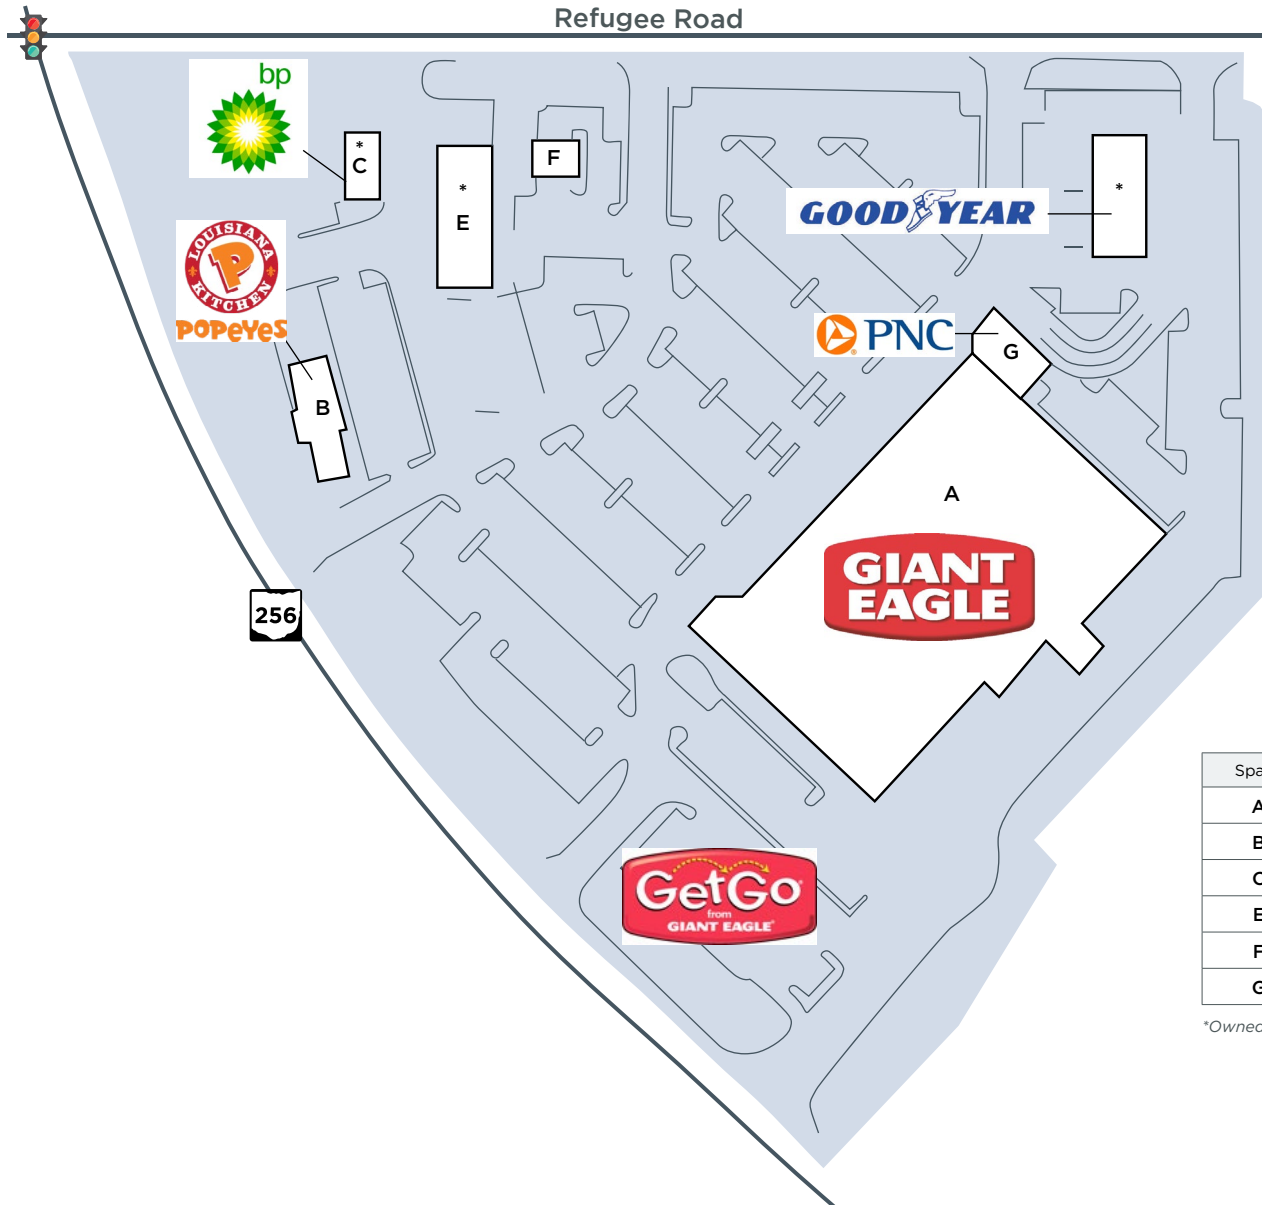 Refugee Road
bp
*
C
F
*
E
*
GOODYEAR
LOUISIANA
P
KITCHEN
POPEYES
PNC
G
B
A
GIANT
EAGLE
256
Spa
A
B
C
E
F
G
*Owned
GetGo
from
GIANT EAGLE